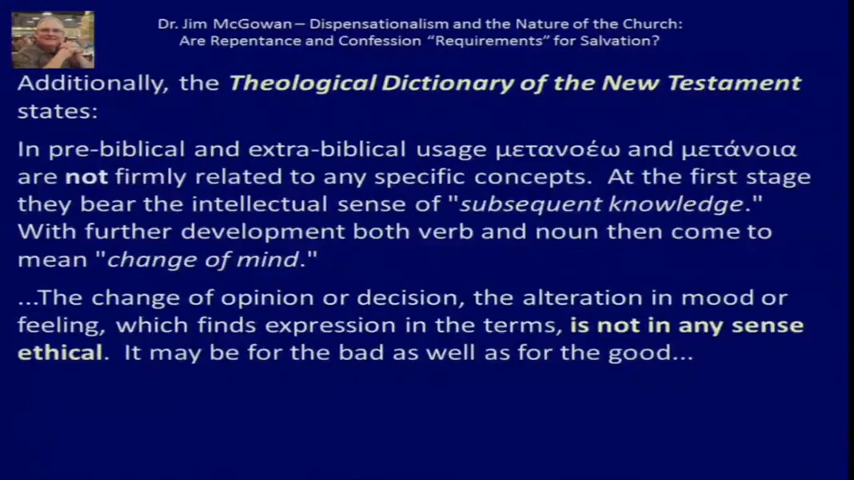 Dr. Jim McGowan – Dispensationalism and the Nature of the Church:
Are Repentance and Confession “Requirements” for Salvation?
Additionally, the Theological Dictionary of the New Testament
states:
In pre-biblical and extra-biblical usage μετανοέω and μετάνοια
are not firmly related to any specific concepts.  At the first stage
they bear the intellectual sense of "subsequent knowledge."
With further development both verb and noun then come to
mean "change of mind."
...The change of opinion or decision, the alteration in mood or
feeling, which finds expression in the terms, is not in any sense
ethical.  It may be for the bad as well as for the good...